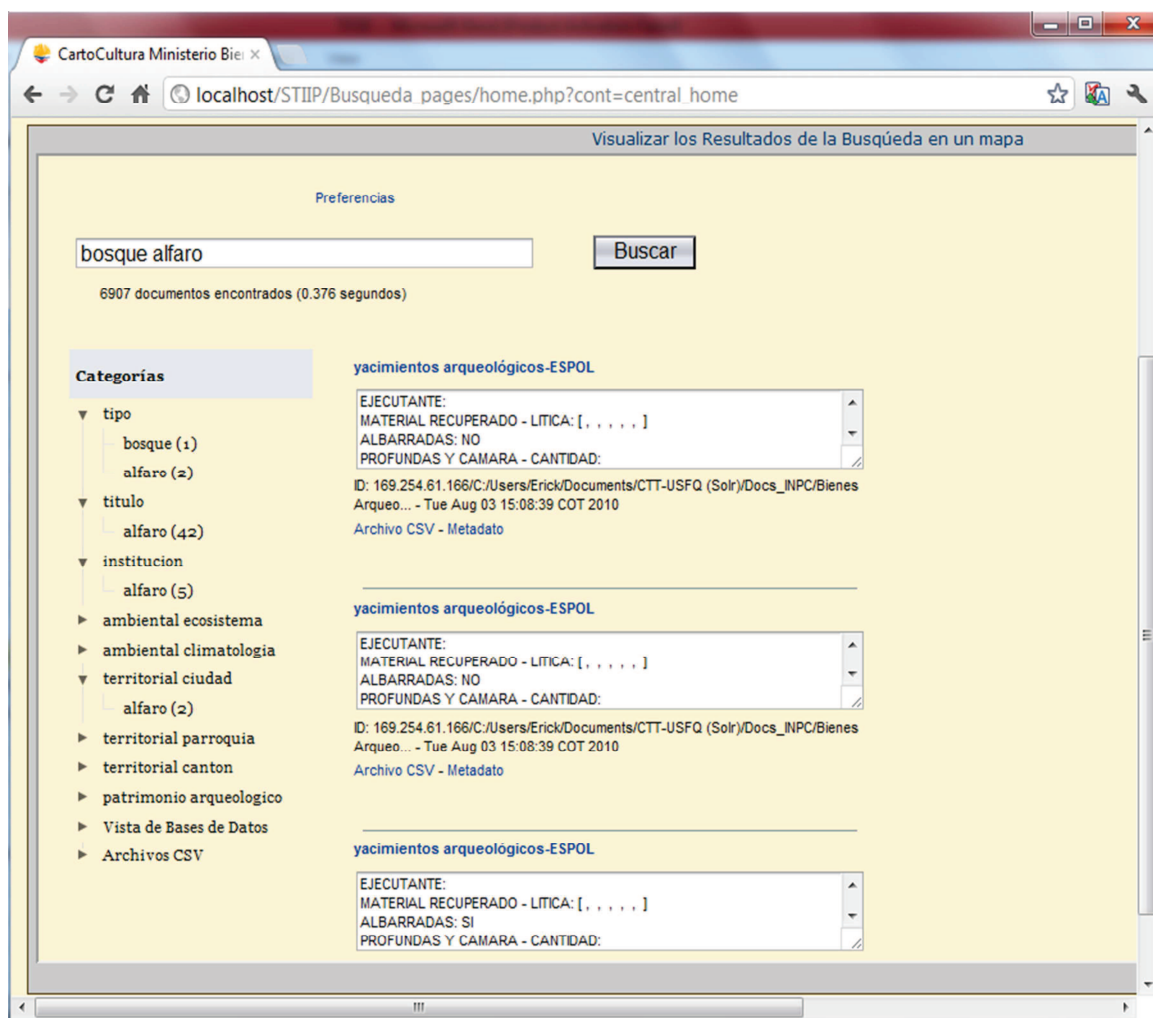 CartoCultura Ministerio Bie
localhost/STIIP/Busqueda_pages/home.php?cont=central_home
Visualizar los Resultados de la Busqúeda en un mapa
Preferencias
bosque alfaro
Buscar
6907 documentos encontrados (0.376 segundos)
Categorías
tipo
bosque (1)
alfaro (2)
titulo
alfaro (42)
institucion
alfaro (5)
ambiental ecosistema
ambiental climatologia
territorial ciudad
alfaro (2)
territorial parroquia
territorial canton
patrimonio arqueologico
Vista de Bases de Datos
Archivos CSV
yacimientos arqueológicos-ESPOL
EJECUTANTE:
MATERIAL RECUPERADO - LITICA: [ , , , , , ]
ALBARRADAS: NO
PROFUNDAS Y CAMARA - CANTIDAD:
ID: 169.254.61.166/C:/Users/Erick/Documents/CTT-USFQ (Solr)/Docs_INPC/Bienes
Arqueo... - Tue Aug 03 15:08:39 COT 2010
Archivo CSV - Metadato
yacimientos arqueológicos-ESPOL
EJECUTANTE:
MATERIAL RECUPERADO - LITICA: [ , , , , , ]
ALBARRADAS: NO
PROFUNDAS Y CAMARA - CANTIDAD:
ID: 169.254.61.166/C:/Users/Erick/Documents/CTT-USFQ (Solr)/Docs_INPC/Bienes
Arqueo... - Tue Aug 03 15:08:39 COT 2010
Archivo CSV - Metadato
yacimientos arqueológicos-ESPOL
EJECUTANTE:
MATERIAL RECUPERADO - LITICA: [ , , , , , ]
ALBARRADAS: SI
PROFUNDAS Y CAMARA - CANTIDAD: